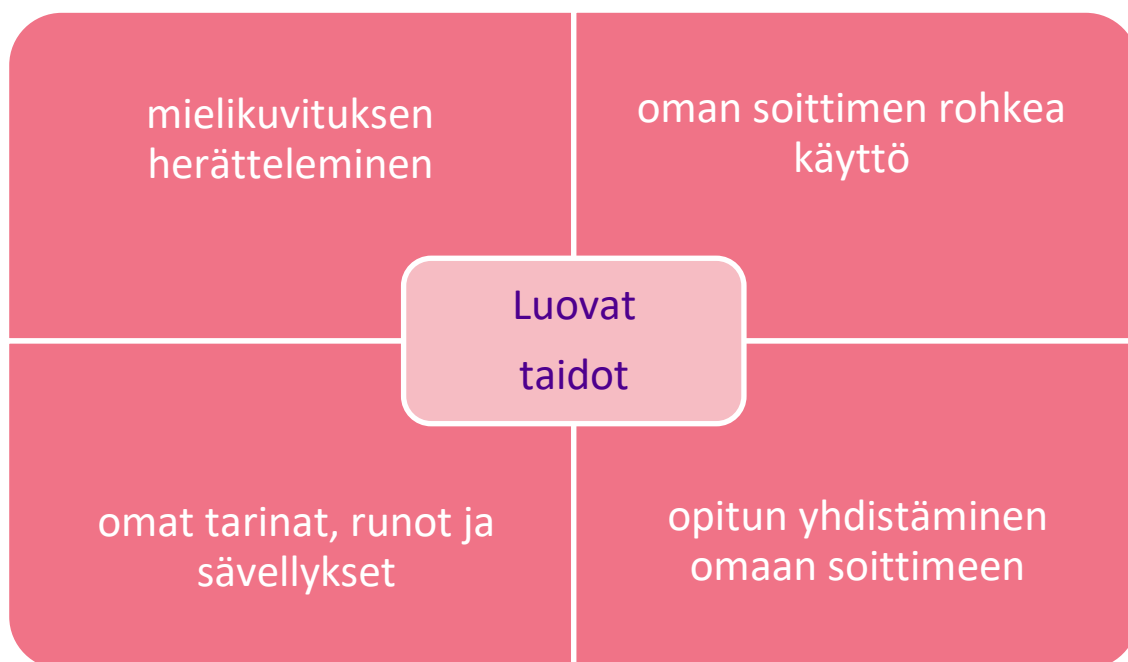 mielikuvituksen
herätteleminen
oman soittimen rohkea
käyttö
Luovat
taidot
omat tarinat, runot ja
sävellykset
opitun yhdistäminen
omaan soittimeen